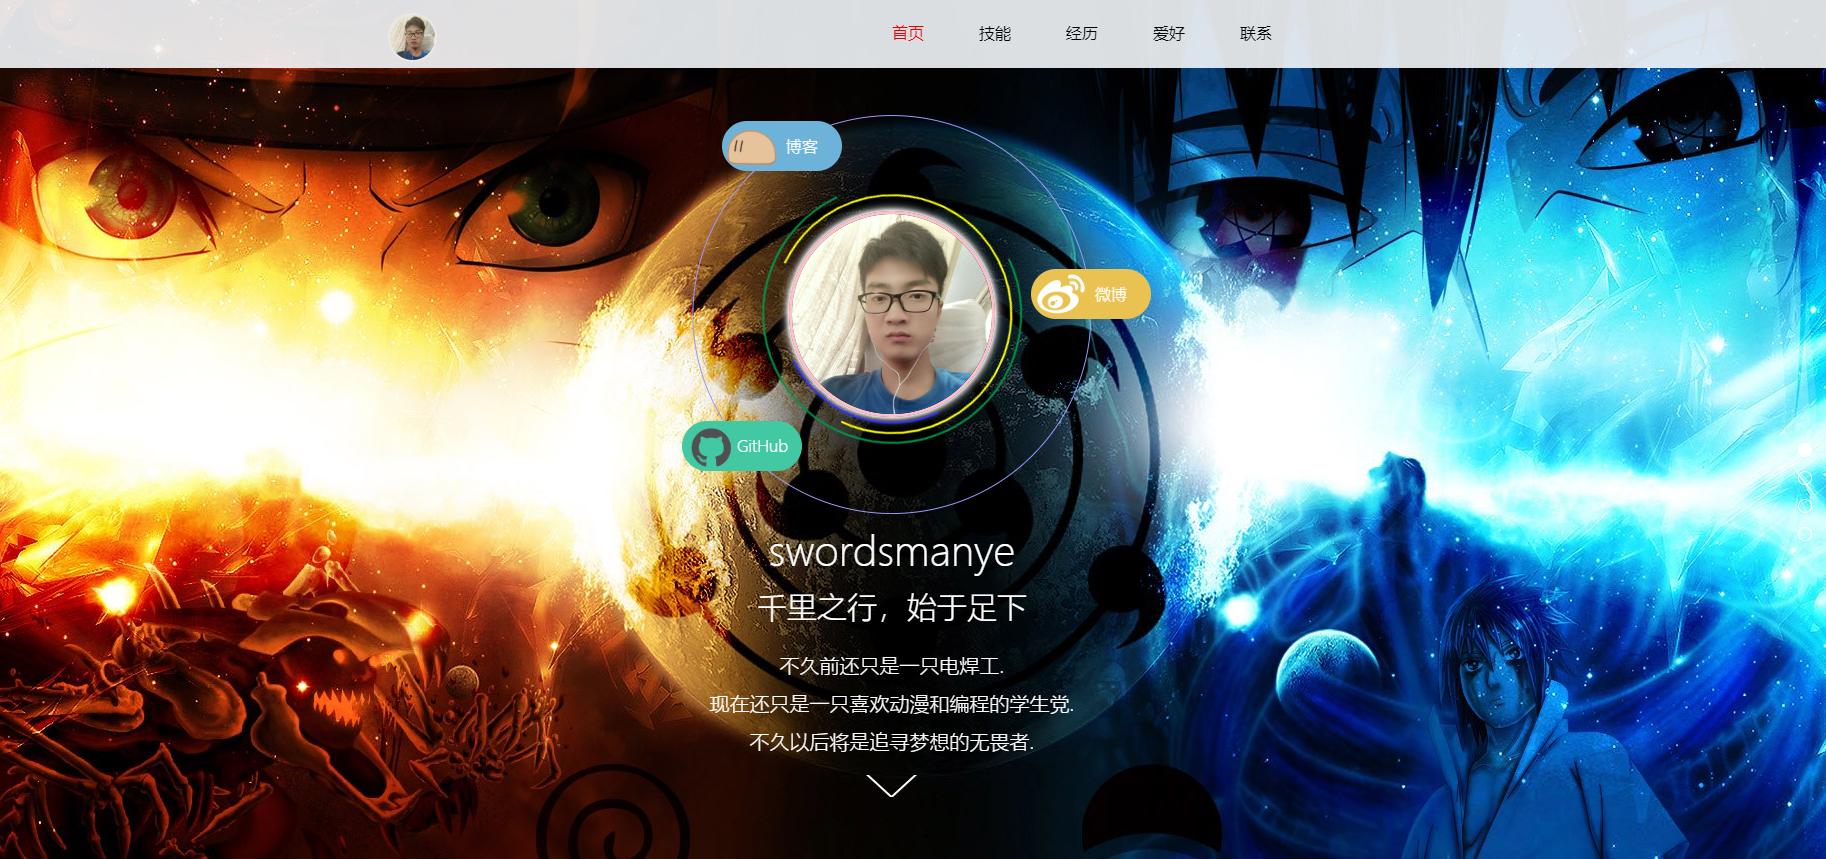 首页 技能 经历 爱好 联系
博客
微博
GitHub
swordsmanye
千里之行，始于足下
不久前还只是一只电焊工.
现在还只是一只喜欢动漫和编程的学生党.
不久以后将是追寻梦想的无畏者.